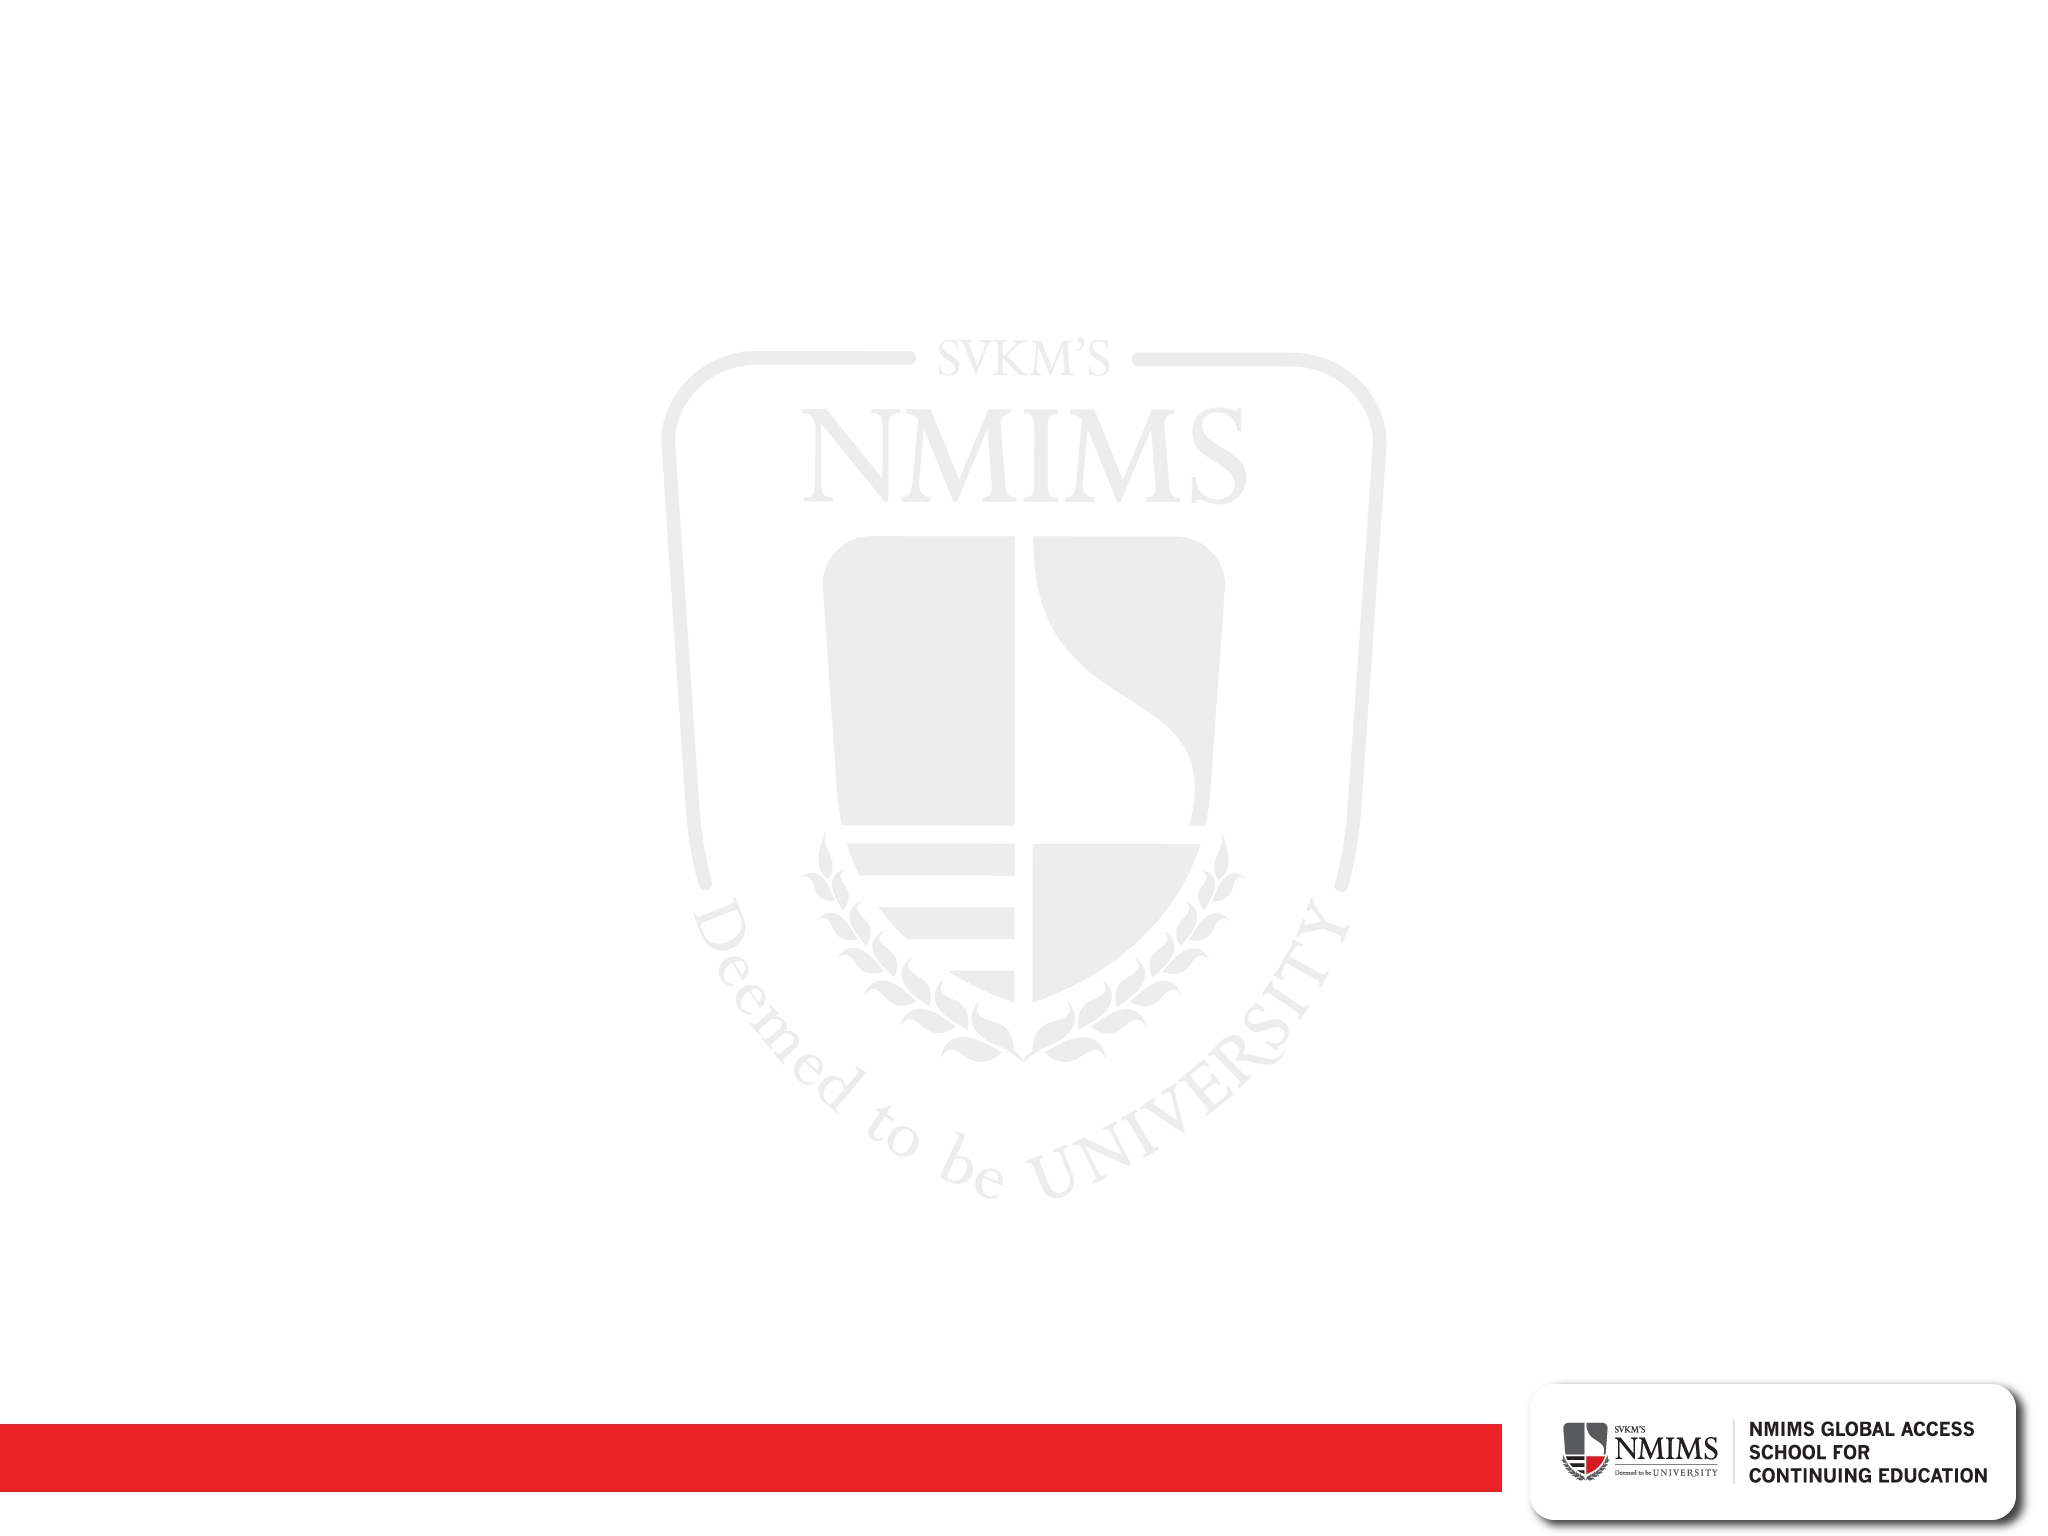 SVKM'S
NMIMS
Deemed to be UNIVERSITY
SVKM'S
NMIMS
Deemed to be UNIVERSITY
NMIMS GLOBAL ACCESS
SCHOOL FOR
CONTINUING EDUCATION